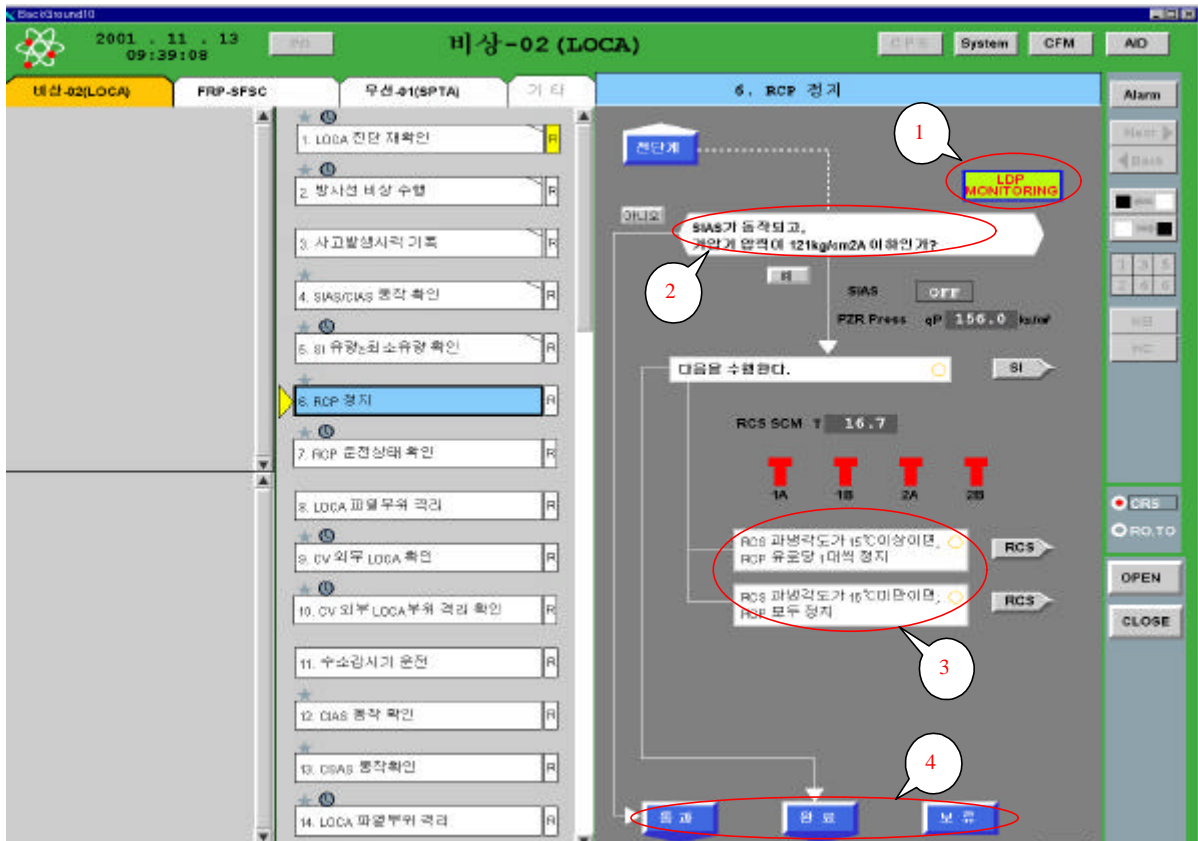 BackGround10
2001 . 11 . 13
09:39:08
비상-02 (LOCA)
System
CFM
AID
비상-02(LOCA)
FRP-SFSC
우선-01(SPTA)
기 타
6. RCP 정지
Alarm
Next
Back
1. LOCA 진단 재확인
R
2. 방사선 비상 수행
R
3. 사고발생시각 기록
R
4. SIAS/CIAS 동작 확인
R
5. SI 유량≥최소유량 확인
R
6. RCP 정지
R
7. RCP 운전상태 확인
R
8. LOCA 파열부위 격리
R
9. CV 외부 LOCA 확인
R
10. CV 외부 LOCA부위 격리 확인
R
11. 수소감시기 운전
R
12. CIAS 동작 확인
R
13. CSAS 동작확인
R
14. LOCA 파열부위 격리
R
전단계
1
LDP
MONITORING
아니오
SIAS가 동작되고,
가압기 압력이 121kg/cm2A 이하인가?
2
예
SIAS OFF
PZR Press qP 156.0
다음을 수행한다.
SI
RCS SCM T 16.7
1A 1B 2A 2B
RCS 과냉각도가 15℃이상이면,
RCP 유로당 1대씩 정지
RCS
RCS 과냉각도가 15℃미만이면,
RCP 모두 정지
RCS
3
4
통 과
완 료
보 류
1 3 5
2 4 6
CRS
RO,TO
OPEN
CLOSE